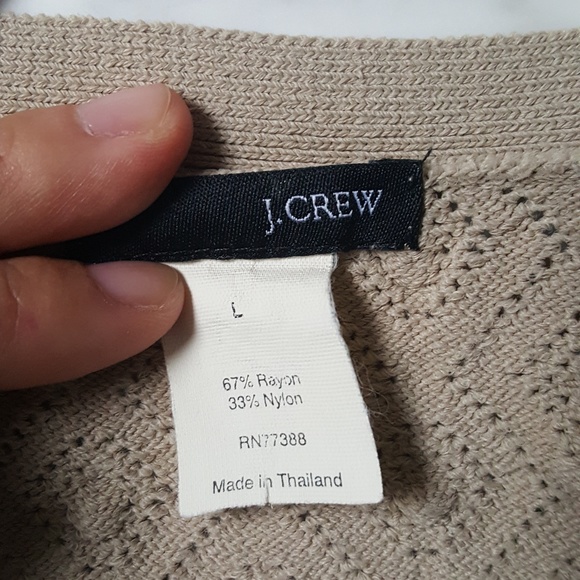 J.CREW
L
67% Rayon
33% Nylon
RN77388
Made in Thailand